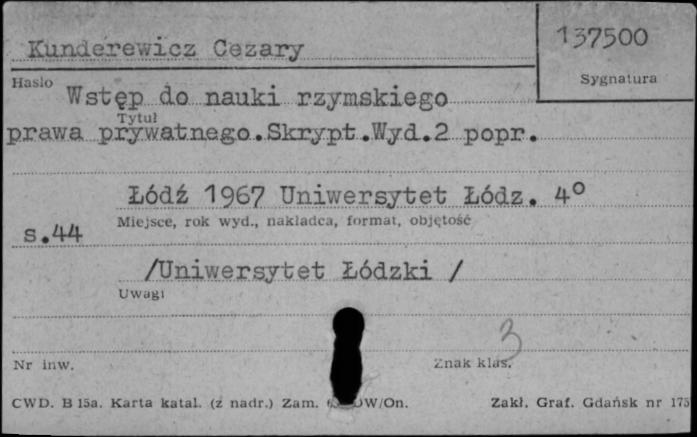 Kunderewicz Cezary
137500
Sygnatura
Hasło
Wstęp do nauki rzymskiego
Tytuł
prawa prywatnego.Skrypt.Wyd.2 popr.
Łódź 1967 Uniwersytet Łódz. 4°
Miejsce, rok wyd., nakładca, format, objętość
s.44
/Uniwersytet Łódzki /
Uwagi
3
Nr inw.
Znak klas.
CWD. B 15a. Karta katal. (z nadr.) Zam. OW/On.
Zakł. Graf. Gdańsk nr 175